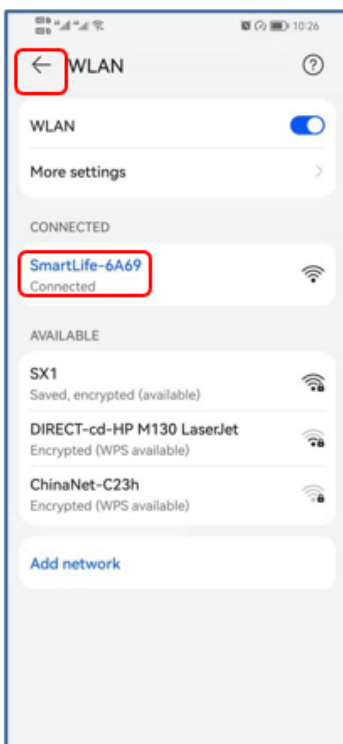 10:26
WLAN
WLAN
More settings
CONNECTED
SmartLife-6A69
Connected
AVAILABLE
SX1
Saved, encrypted (available)
DIRECT-cd-HP M130 LaserJet
Encrypted (WPS available)
ChinaNet-C23h
Encrypted (WPS available)
Add network